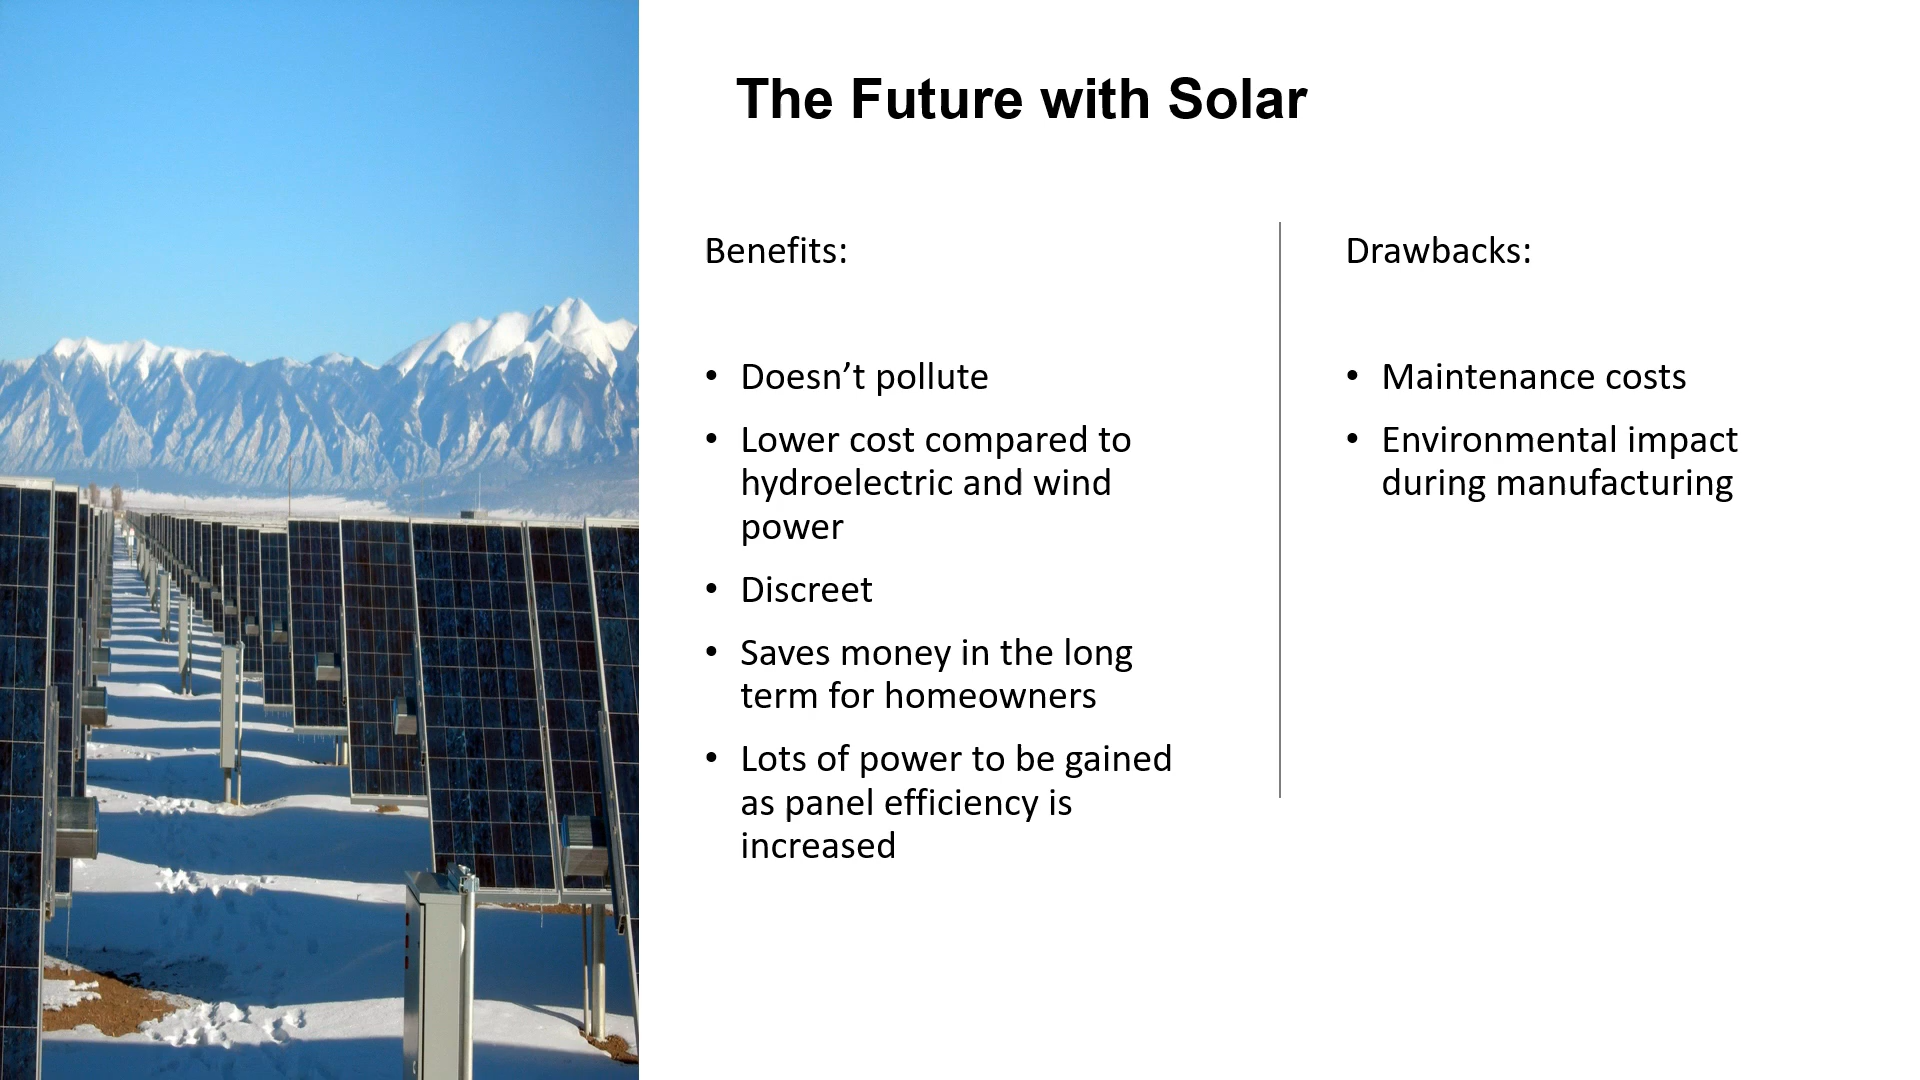 The Future with Solar
Benefits:
• Doesn’t pollute
• Lower cost compared to
hydroelectric and wind
power
• Discreet
• Saves money in the long
term for homeowners
• Lots of power to be gained
as panel efficiency is
increased
Drawbacks:
• Maintenance costs
• Environmental impact
during manufacturing